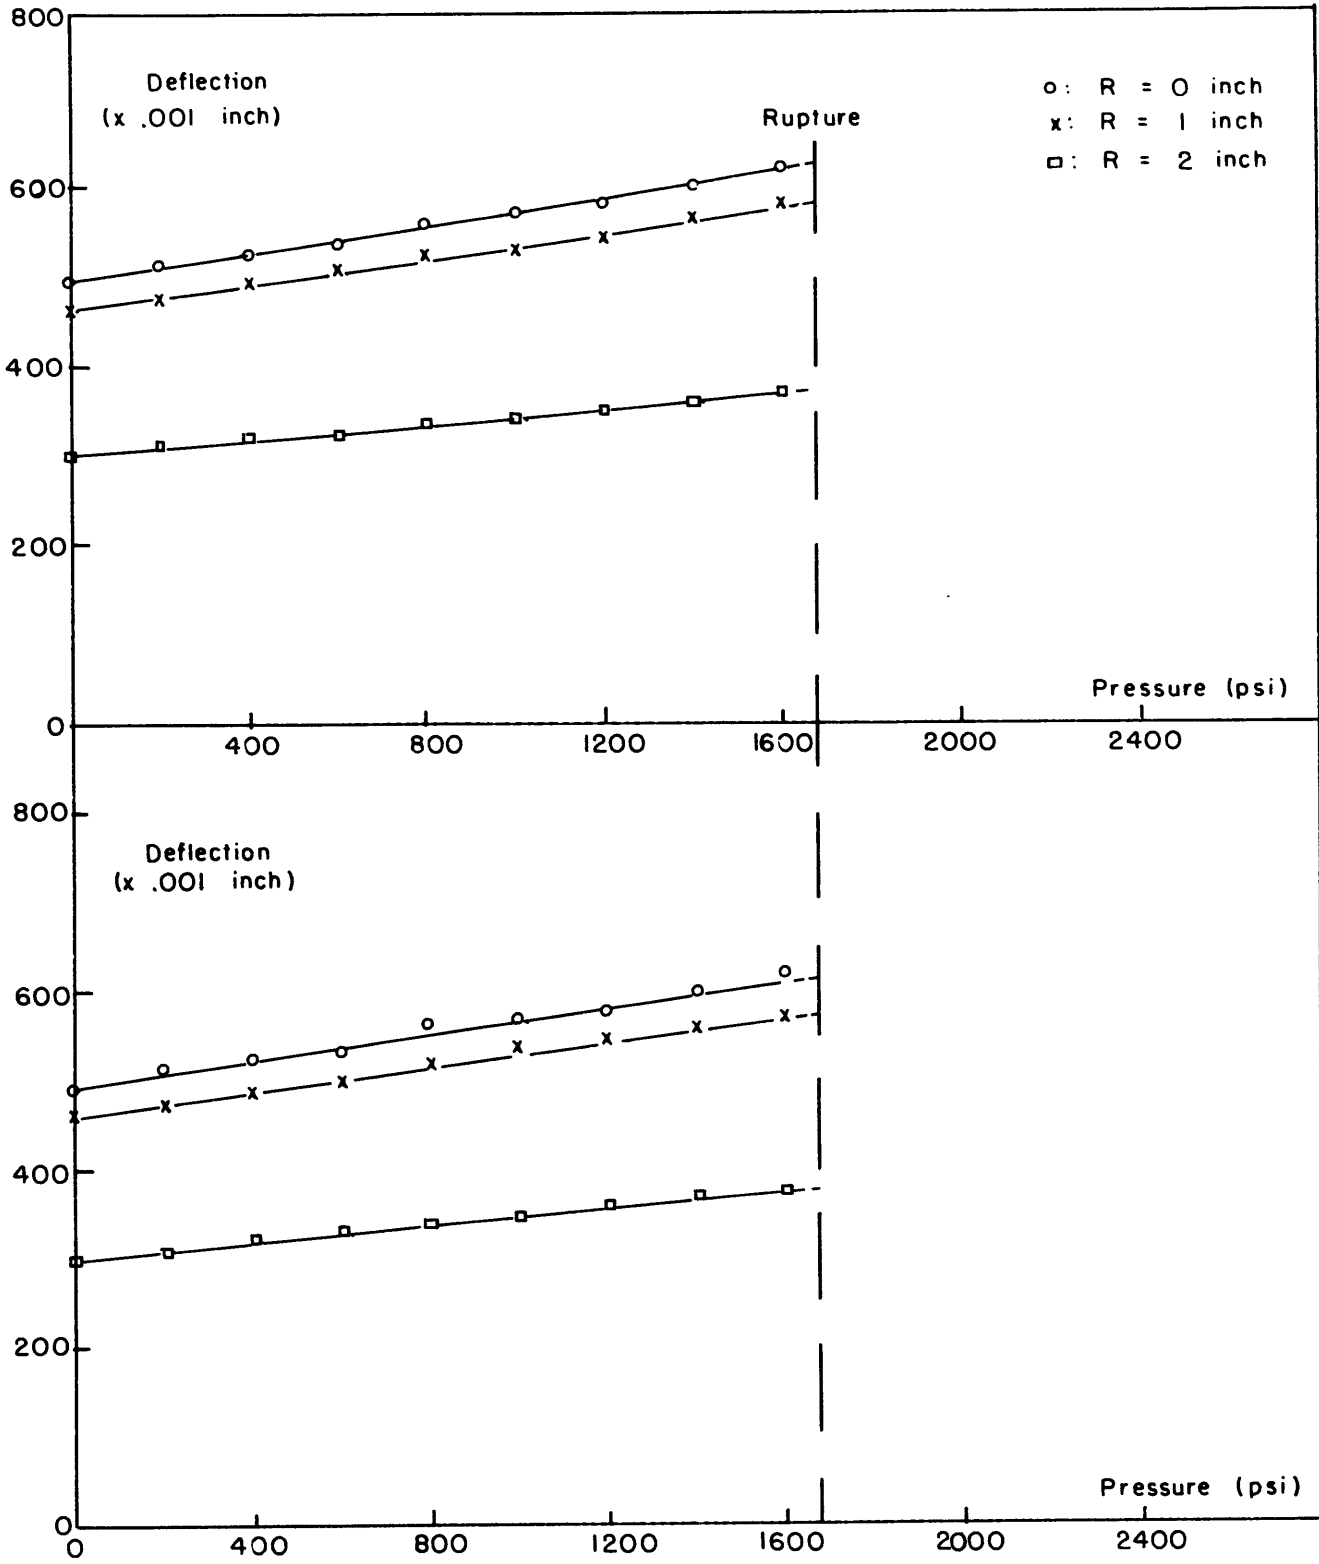 800
Deflection
(x .001 inch)
Rupture
o: R = 0 inch
x: R = 1 inch
□: R = 2 inch
600
400
200
Pressure (psi)
0
400 800 1200 1600 2000 2400
800
Deflection
(x .001 inch)
600
400
200
Pressure (psi)
0
0 400 800 1200 1600 2000 2400